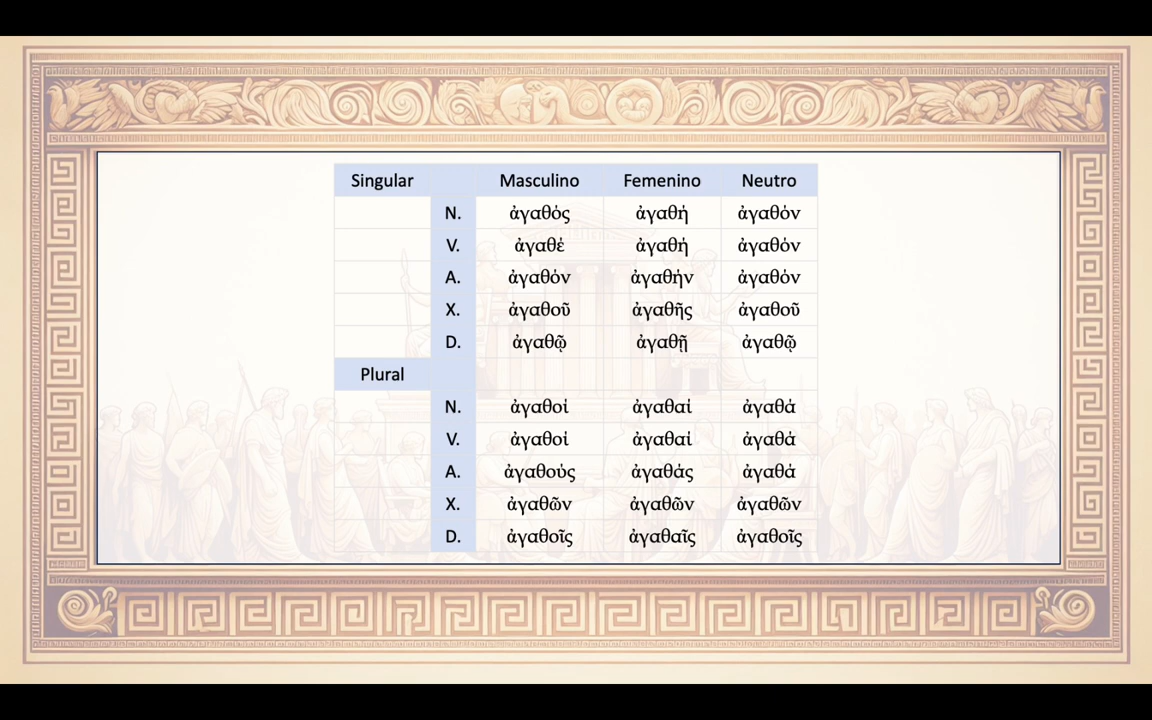 Singular Masculino Femenino Neutro
N. ἀγαθός ἀγαθή ἀγαθόν
V. ἀγαθέ ἀγαθή ἀγαθόν
A. ἀγαθόν ἀγαθήν ἀγαθόν
X. ἀγαθοῦ ἀγαθῆς ἀγαθοῦ
D. ἀγαθῷ ἀγαθῇ ἀγαθῷ
Plural
N. ἀγαθοί ἀγαθαί ἀγαθά
V. ἀγαθοί ἀγαθαί ἀγαθά
A. ἀγαθούς ἀγαθάς ἀγαθά
X. ἀγαθῶν ἀγαθῶν ἀγαθῶν
D. ἀγαθοῖς ἀγαθαῖς ἀγαθοῖς